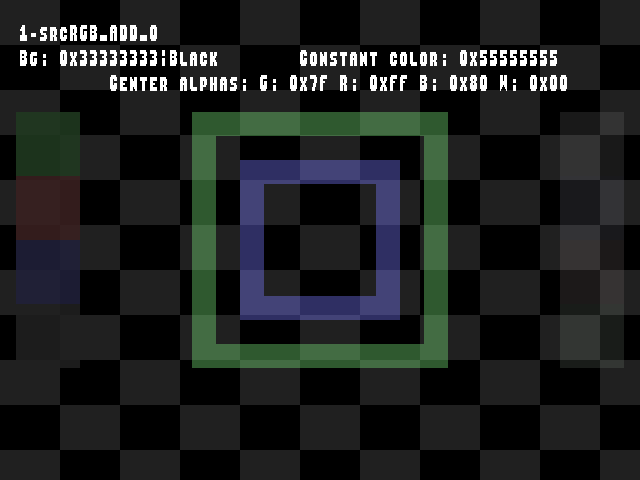 1-srcRGB_ADD_0
Bg: 0x33333333|Black Constant color: 0x55555555
Center alphas: G: 0x7f R: 0xff B: 0x80 W: 0x00